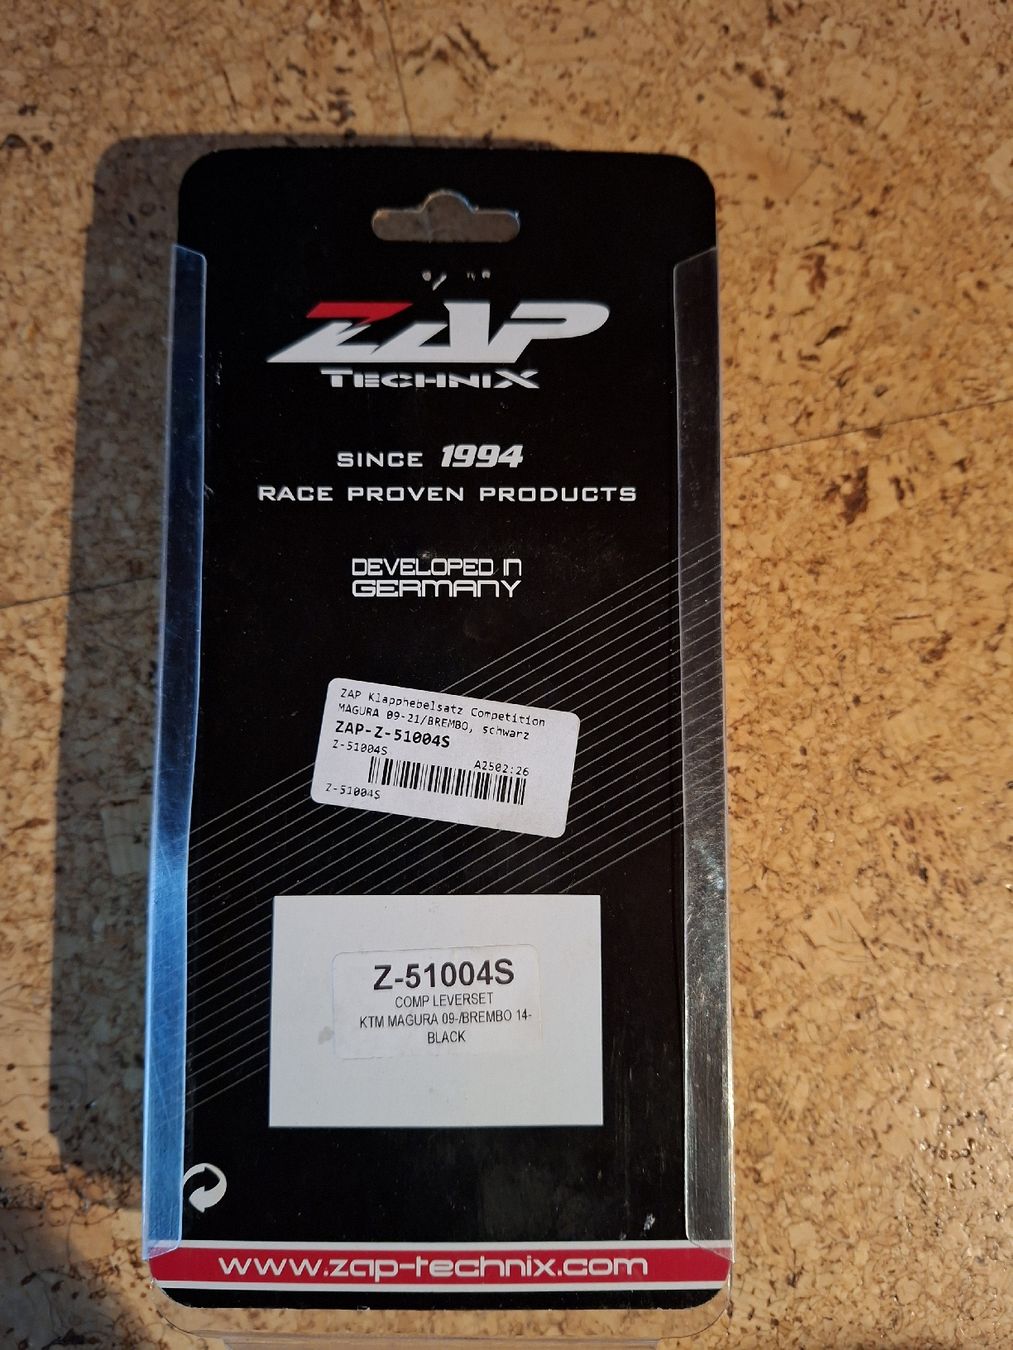 ZAP
TECHNIX
SINCE 1994
RACE PROVEN PRODUCTS
DEVELOPED IN
GERMANY
ZAP Klapphebelsatz Competition
MAGURA 09-21/BREMBO, schwarz
ZAP-Z-51004S
Z-51004S
A2502:26
Z-51004S
Z-51004S
COMP LEVERSET
KTM MAGURA 09-/BREMBO 14-
BLACK
www.zap-technix.com